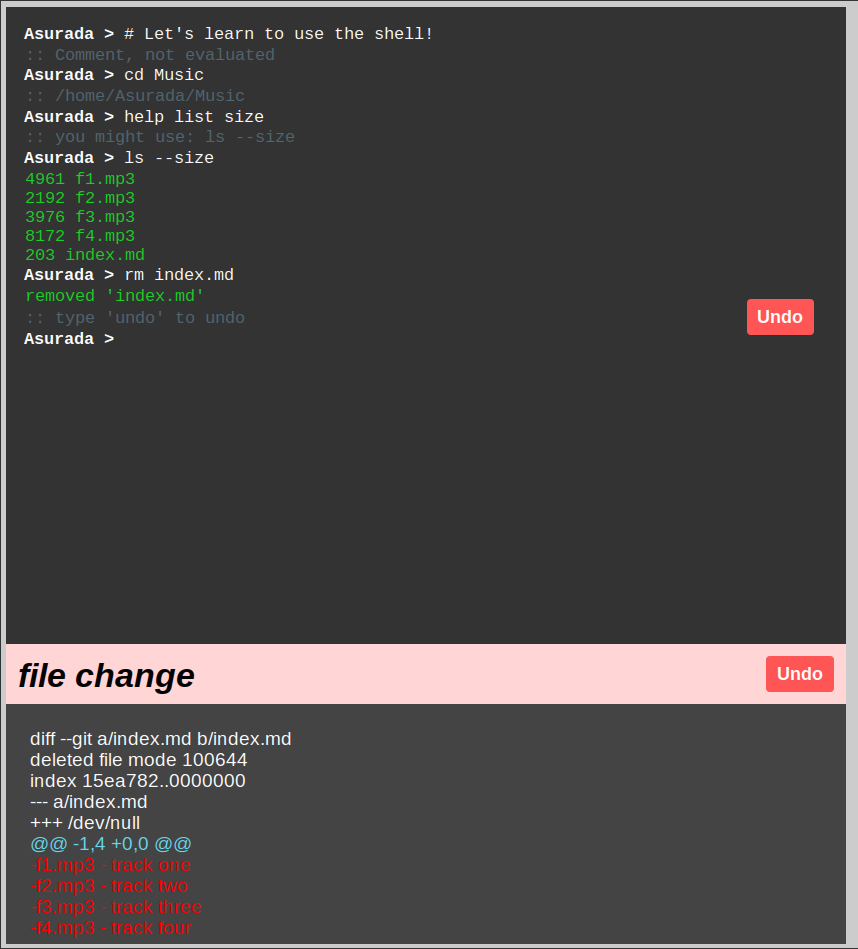 Asurada > # Let's learn to use the shell!
:: Comment, not evaluated
Asurada > cd Music
:: /home/Asurada/Music
Asurada > help list size
:: you might use: ls --size
Asurada > ls --size
4961 f1.mp3
2192 f2.mp3
3976 f3.mp3
8172 f4.mp3
203 index.md
Asurada > rm index.md
removed 'index.md'
:: type 'undo' to undo
Undo
Asurada >
file change
Undo
diff --git a/index.md b/index.md
deleted file mode 100644
index 15ea782..0000000
--- a/index.md
+++ /dev/null
@@ -1,4 +0,0 @@
-f1.mp3 - track one
-f2.mp3 - track two
-f3.mp3 - track three
-f4.mp3 - track four